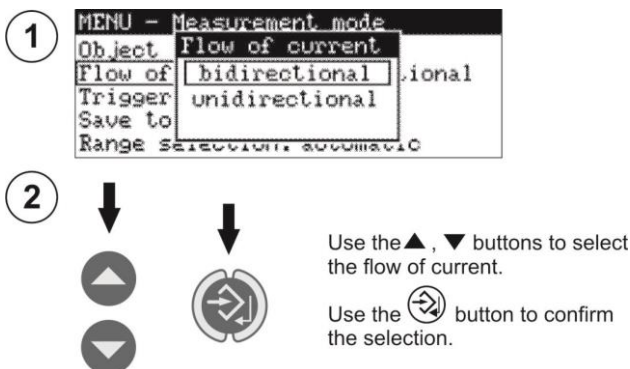 1
MENU - Measurement mode
Object Flow of current
Flow of bidirectional .ional
Trigger unidirectional
Save to
Range selection: automatic
2
Use the ▲ , ▼ buttons to select
the flow of current.
Use the button to confirm
the selection.